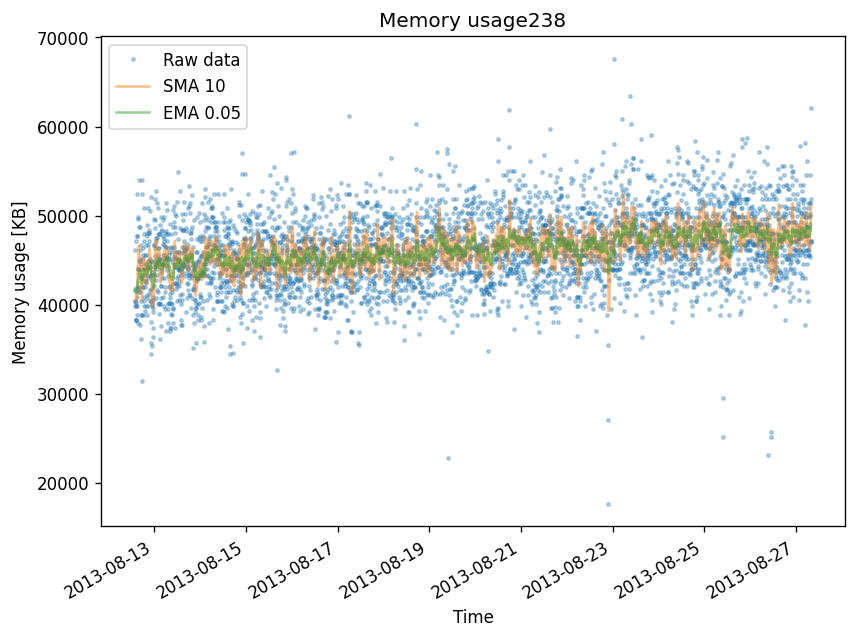 Memory usage238
Raw data
SMA 10
EMA 0.05
Memory usage [KB]
70000
60000
50000
40000
30000
20000
2013-08-13
2013-08-15
2013-08-17
2013-08-19
2013-08-21
2013-08-23
2013-08-25
2013-08-27
Time